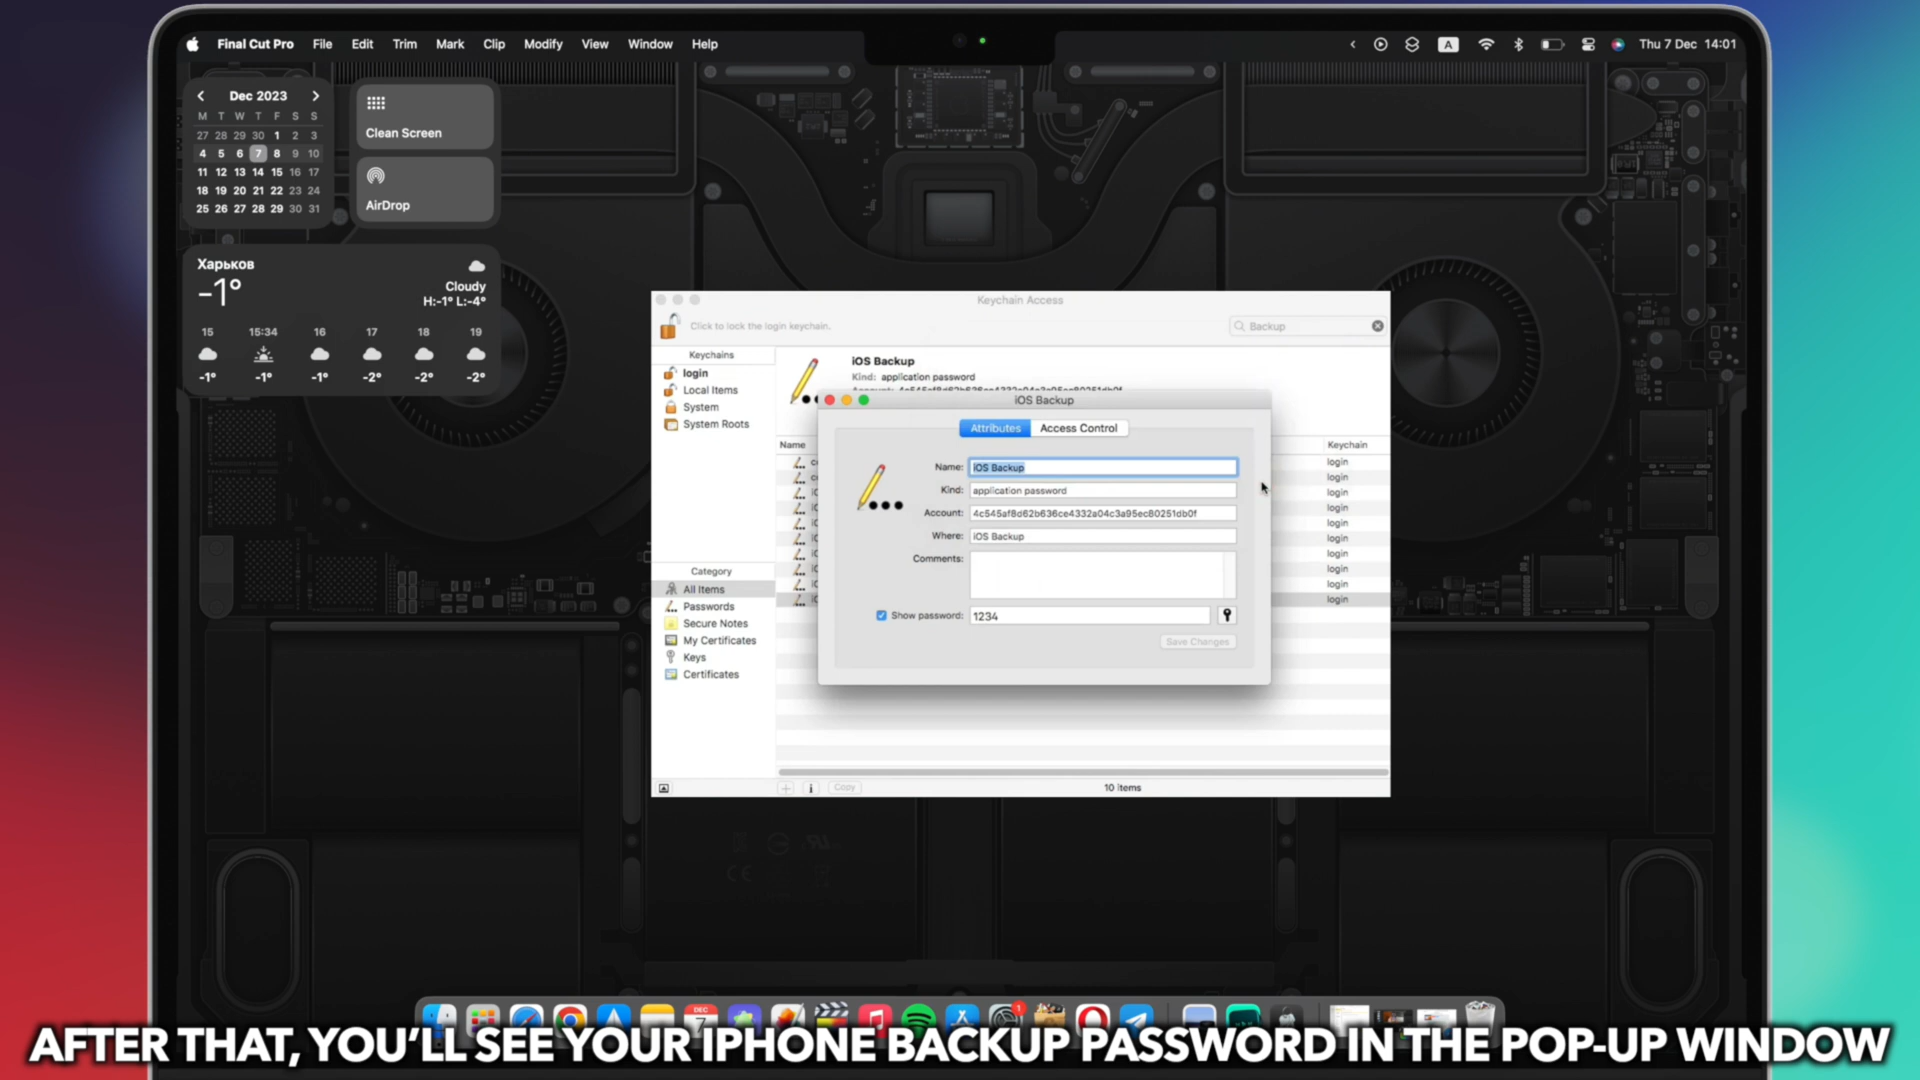 Final Cut Pro File Edit Trim Mark Clip Modify View Window Help
A Thu 7 Dec 14:01
Dec 2023
M T W T F S S
27 28 29 30 1 2 3
4 5 6 7 8 9 10
11 12 13 14 15 16 17
18 19 20 21 22 23 24
25 26 27 28 29 30 31
Clean Screen
AirDrop
Харьков
-1°
Cloudy
H:-1° L:-4°
15 15:34 16 17 18 19
-1° -1° -1° -2° -2° -2°
Keychain Access
Click to lock the login keychain.
Backup
Keychains
login
Local Items
System
System Roots
Category
All Items
Passwords
Secure Notes
My Certificates
Keys
Certificates
iOS Backup
Kind: application password
Name
Keychain
login
login
login
login
login
login
login
login
login
login
iOS Backup
Attributes Access Control
Name: iOS Backup
Kind: application password
Account: 4c545af8d62b636ce4332a04c3a95ec80251db0f
Where: iOS Backup
Comments:
Show password: 1234
Save Changes
Copy
10 items
DEC
7
1
AFTER THAT, YOU'LL SEE YOUR IPHONE BACKUP PASSWORD IN THE POP-UP WINDOW